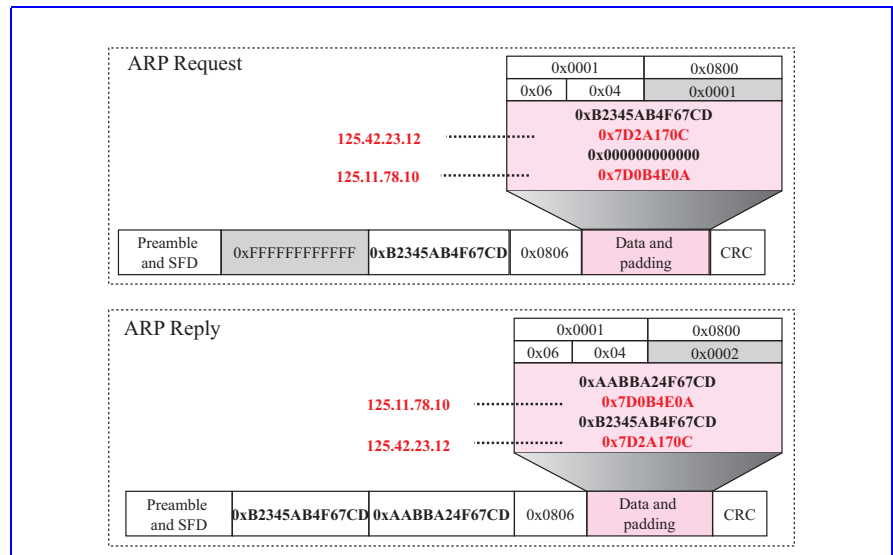 ARP Request
0x0001 0x0800
0x06 0x04 0x0001
0xB2345AB4F67CD
125.42.23.12 0x7D2A170C
0x000000000000
125.11.78.10 0x7D0B4E0A
Preamble and SFD 0xFFFFFFFFFFFF 0xB2345AB4F67CD 0x0806 Data and padding CRC
ARP Reply
0x0001 0x0800
0x06 0x04 0x0002
0xAABBA24F67CD
125.11.78.10 0x7D0B4E0A
0xB2345AB4F67CD
125.42.23.12 0x7D2A170C
Preamble and SFD 0xB2345AB4F67CD 0xAABBA24F67CD 0x0806 Data and padding CRC